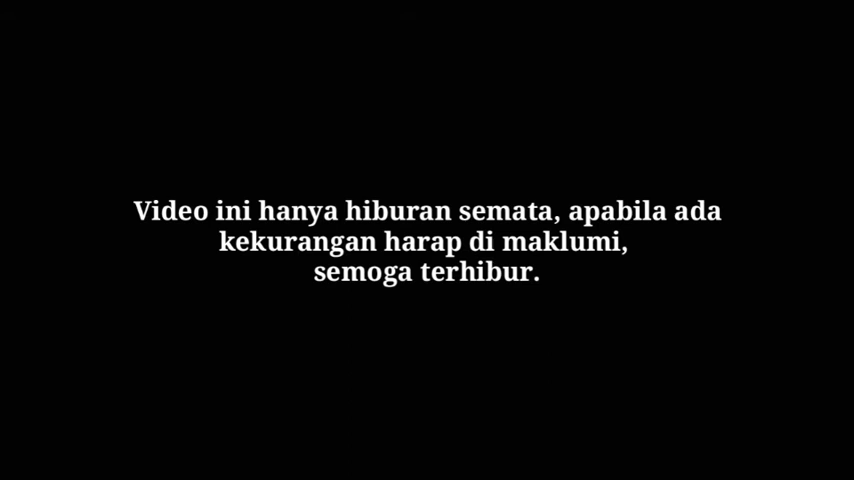 Video ini hanya hiburan semata, apabila ada
kekurangan harap di maklumi,
semoga terhibur.